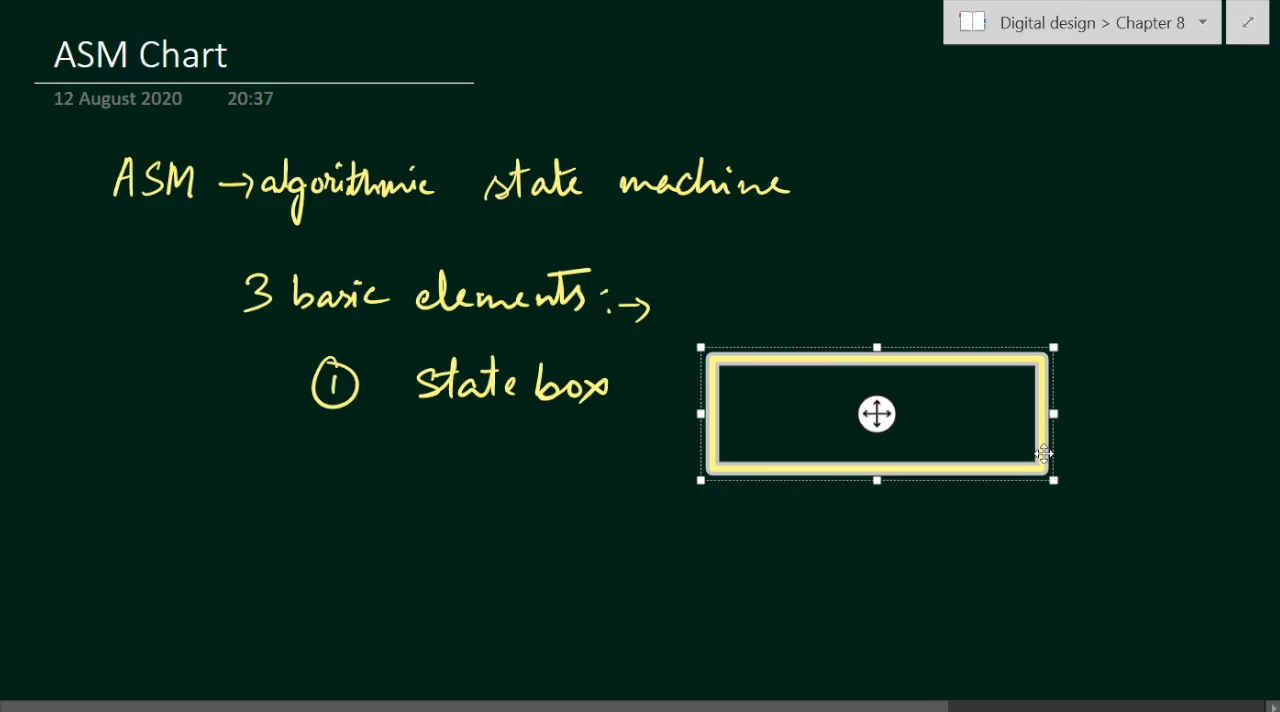 Digital design > Chapter 8
ASM Chart
12 August 2020 20:37
ASM → algorithmic state machine
3 basic elements :→
① state box